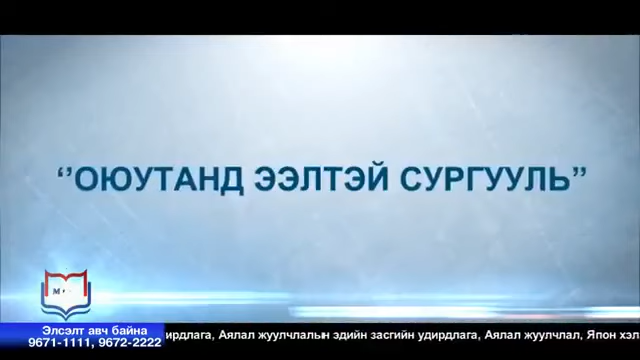 ‘’ОЮУТАНД ЭЭЛТЭЙ СУРГУУЛЬ’’
Элсэлт авч байна
9671-1111, 9672-2222
ирдлага, Аялал жуулчлалын эдийн засгийн удирдлага, Аялал жуулчлал, Япон хэл